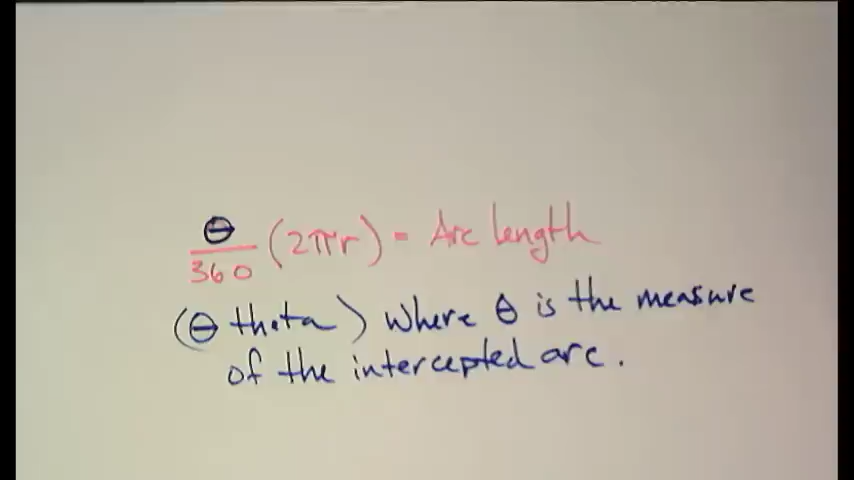 θ/360 (2πr) = Arc length
(θ theta) where θ is the measure
of the intercepted arc.